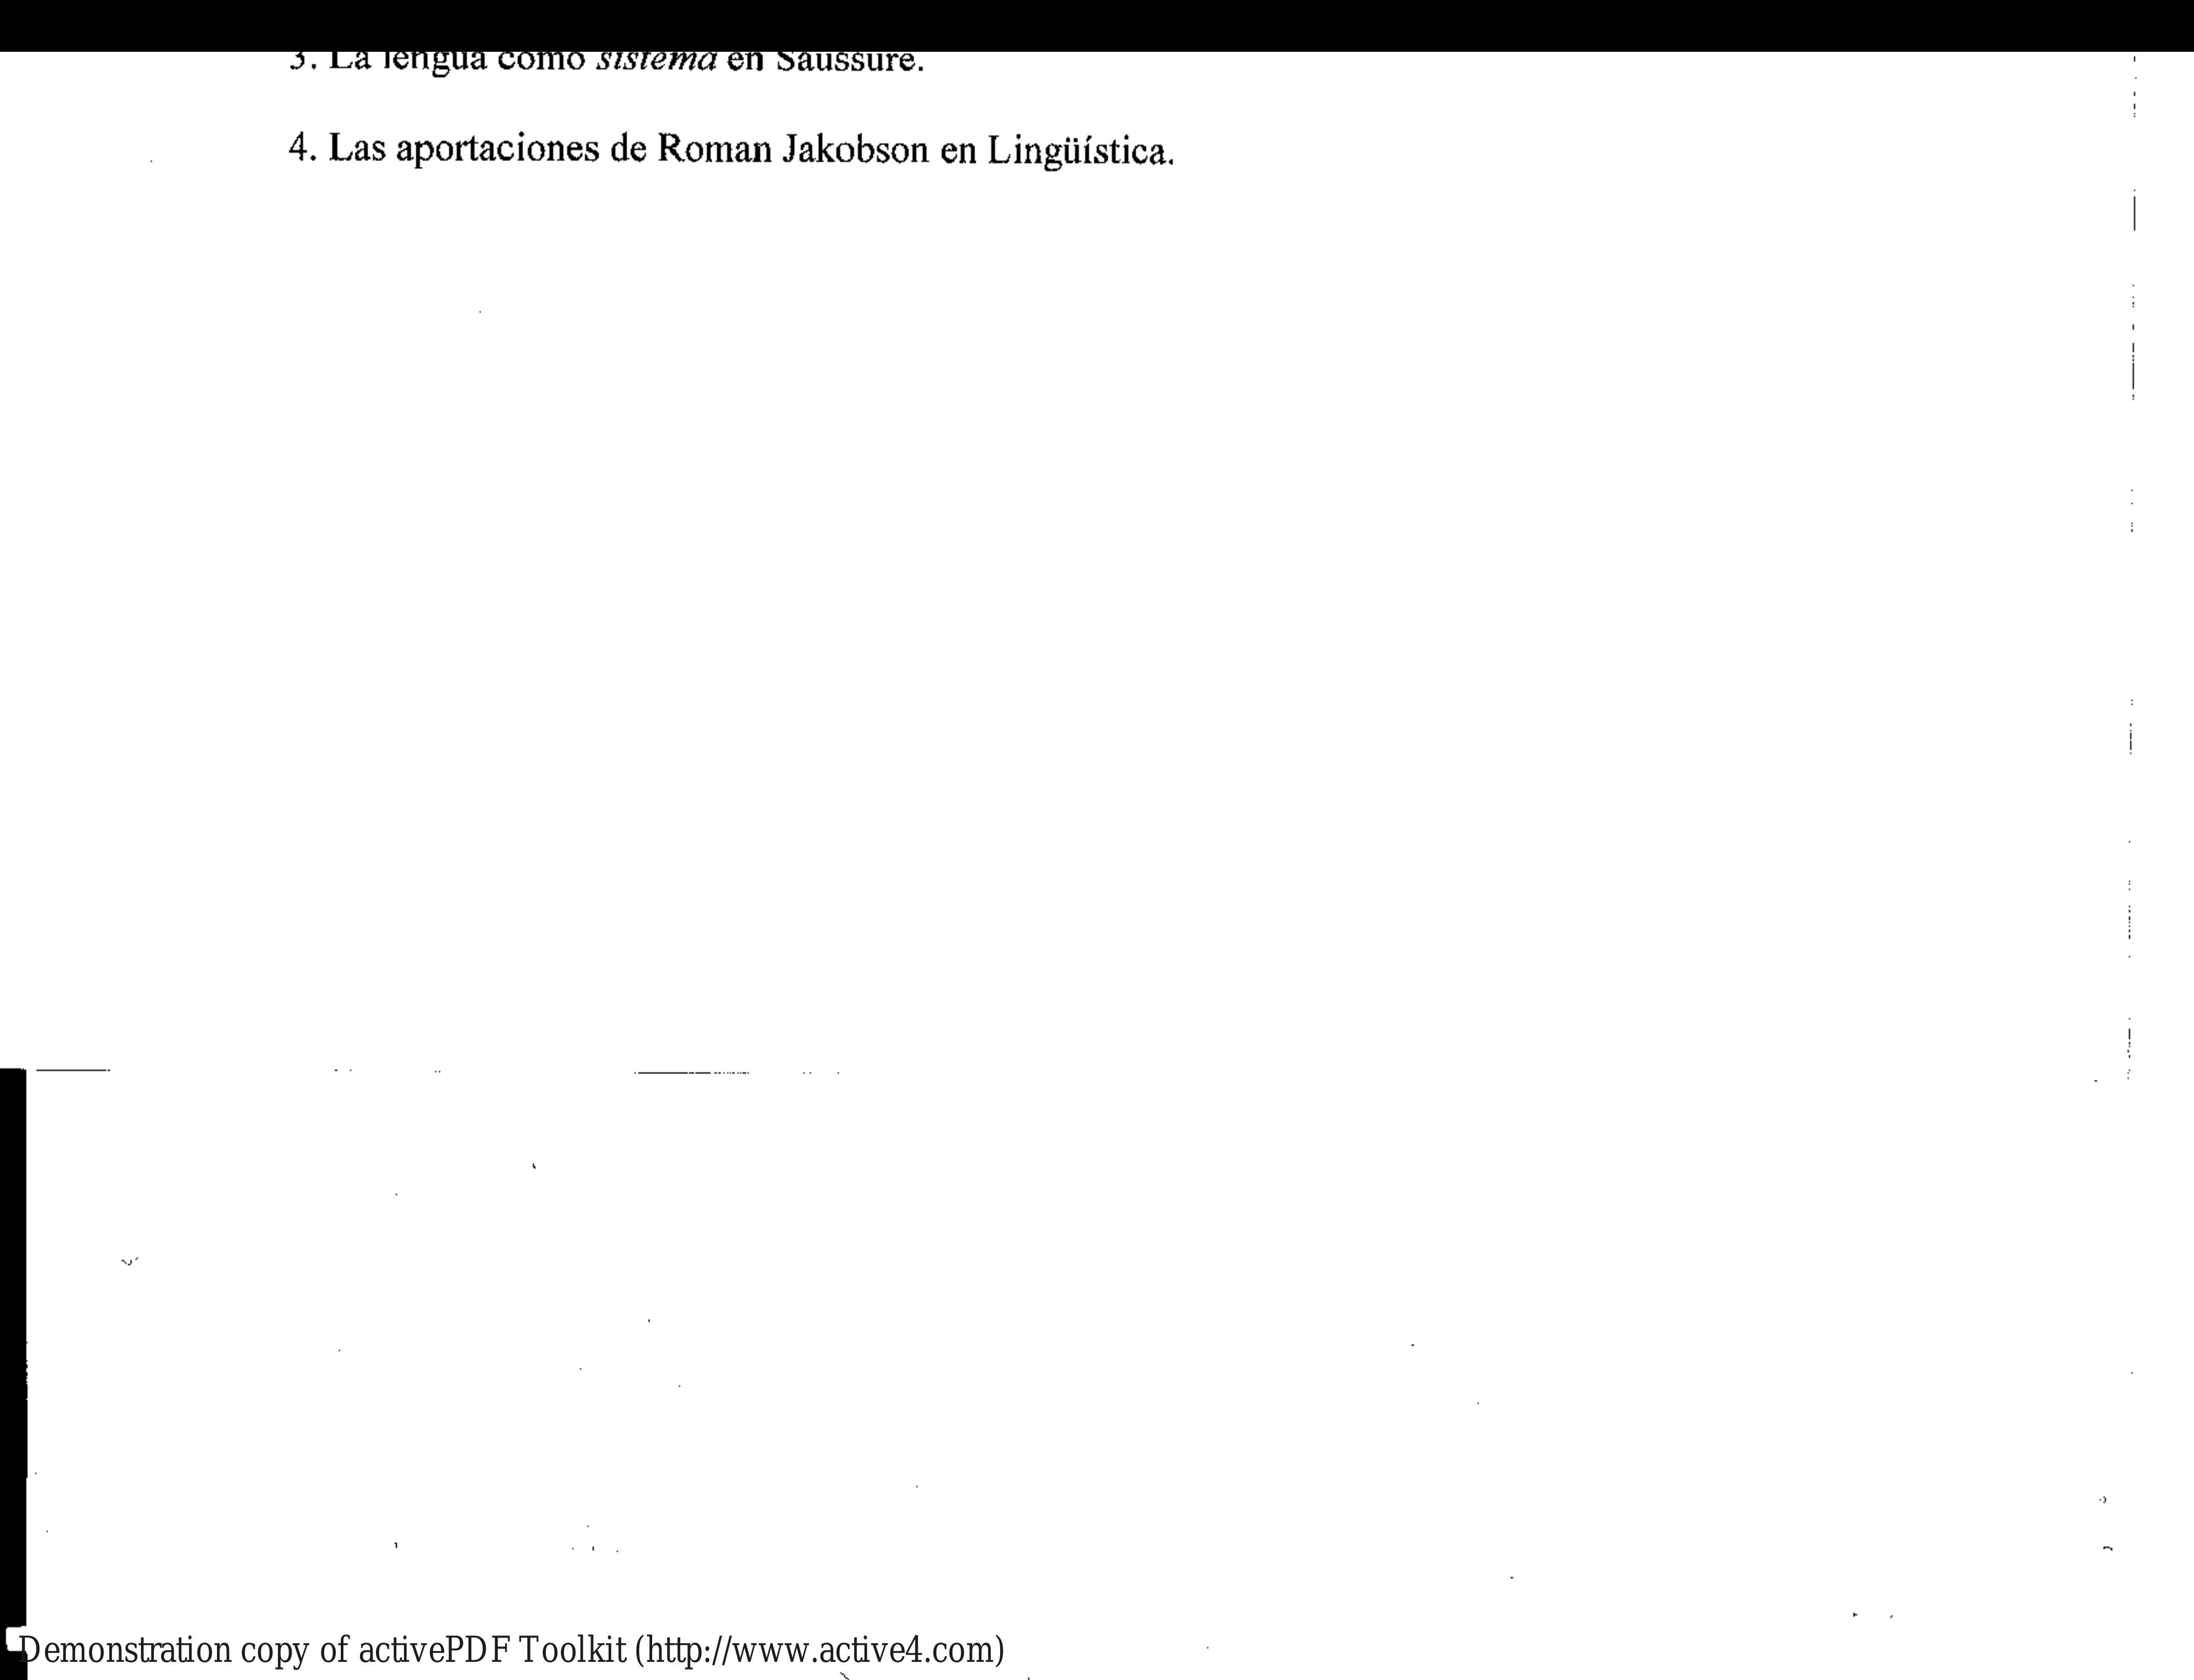 3. La lengua como sistema en Saussure.
4. Las aportaciones de Roman Jakobson en Lingüística.
Demonstration copy of activePDF Toolkit (http://www.active4.com)